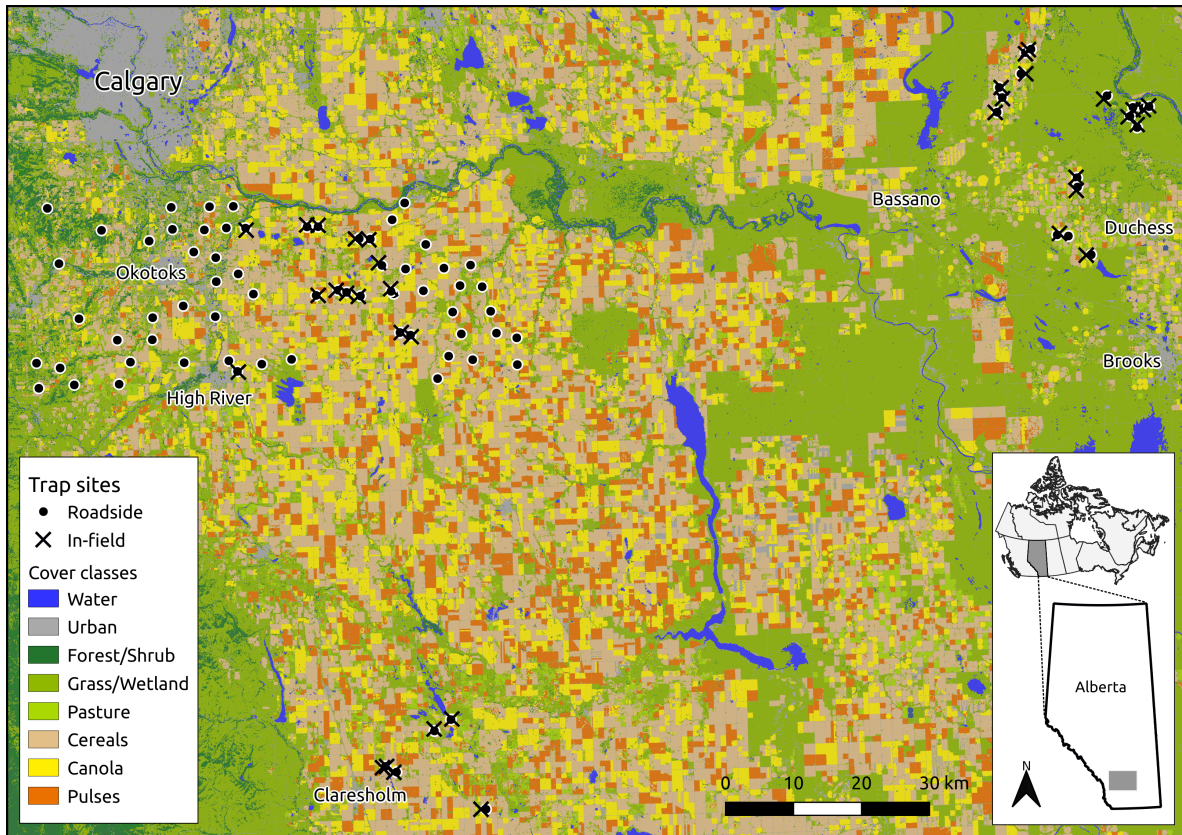 Calgary
Bassano
Duchess
Okotoks
Brooks
High River
Trap sites
Roadside
In-field
Cover classes
Water
Urban
Forest/Shrub
Grass/Wetland
Pasture
Cereals
Canola
Pulses
Claresholm
0 10 20 30 km
Alberta
N